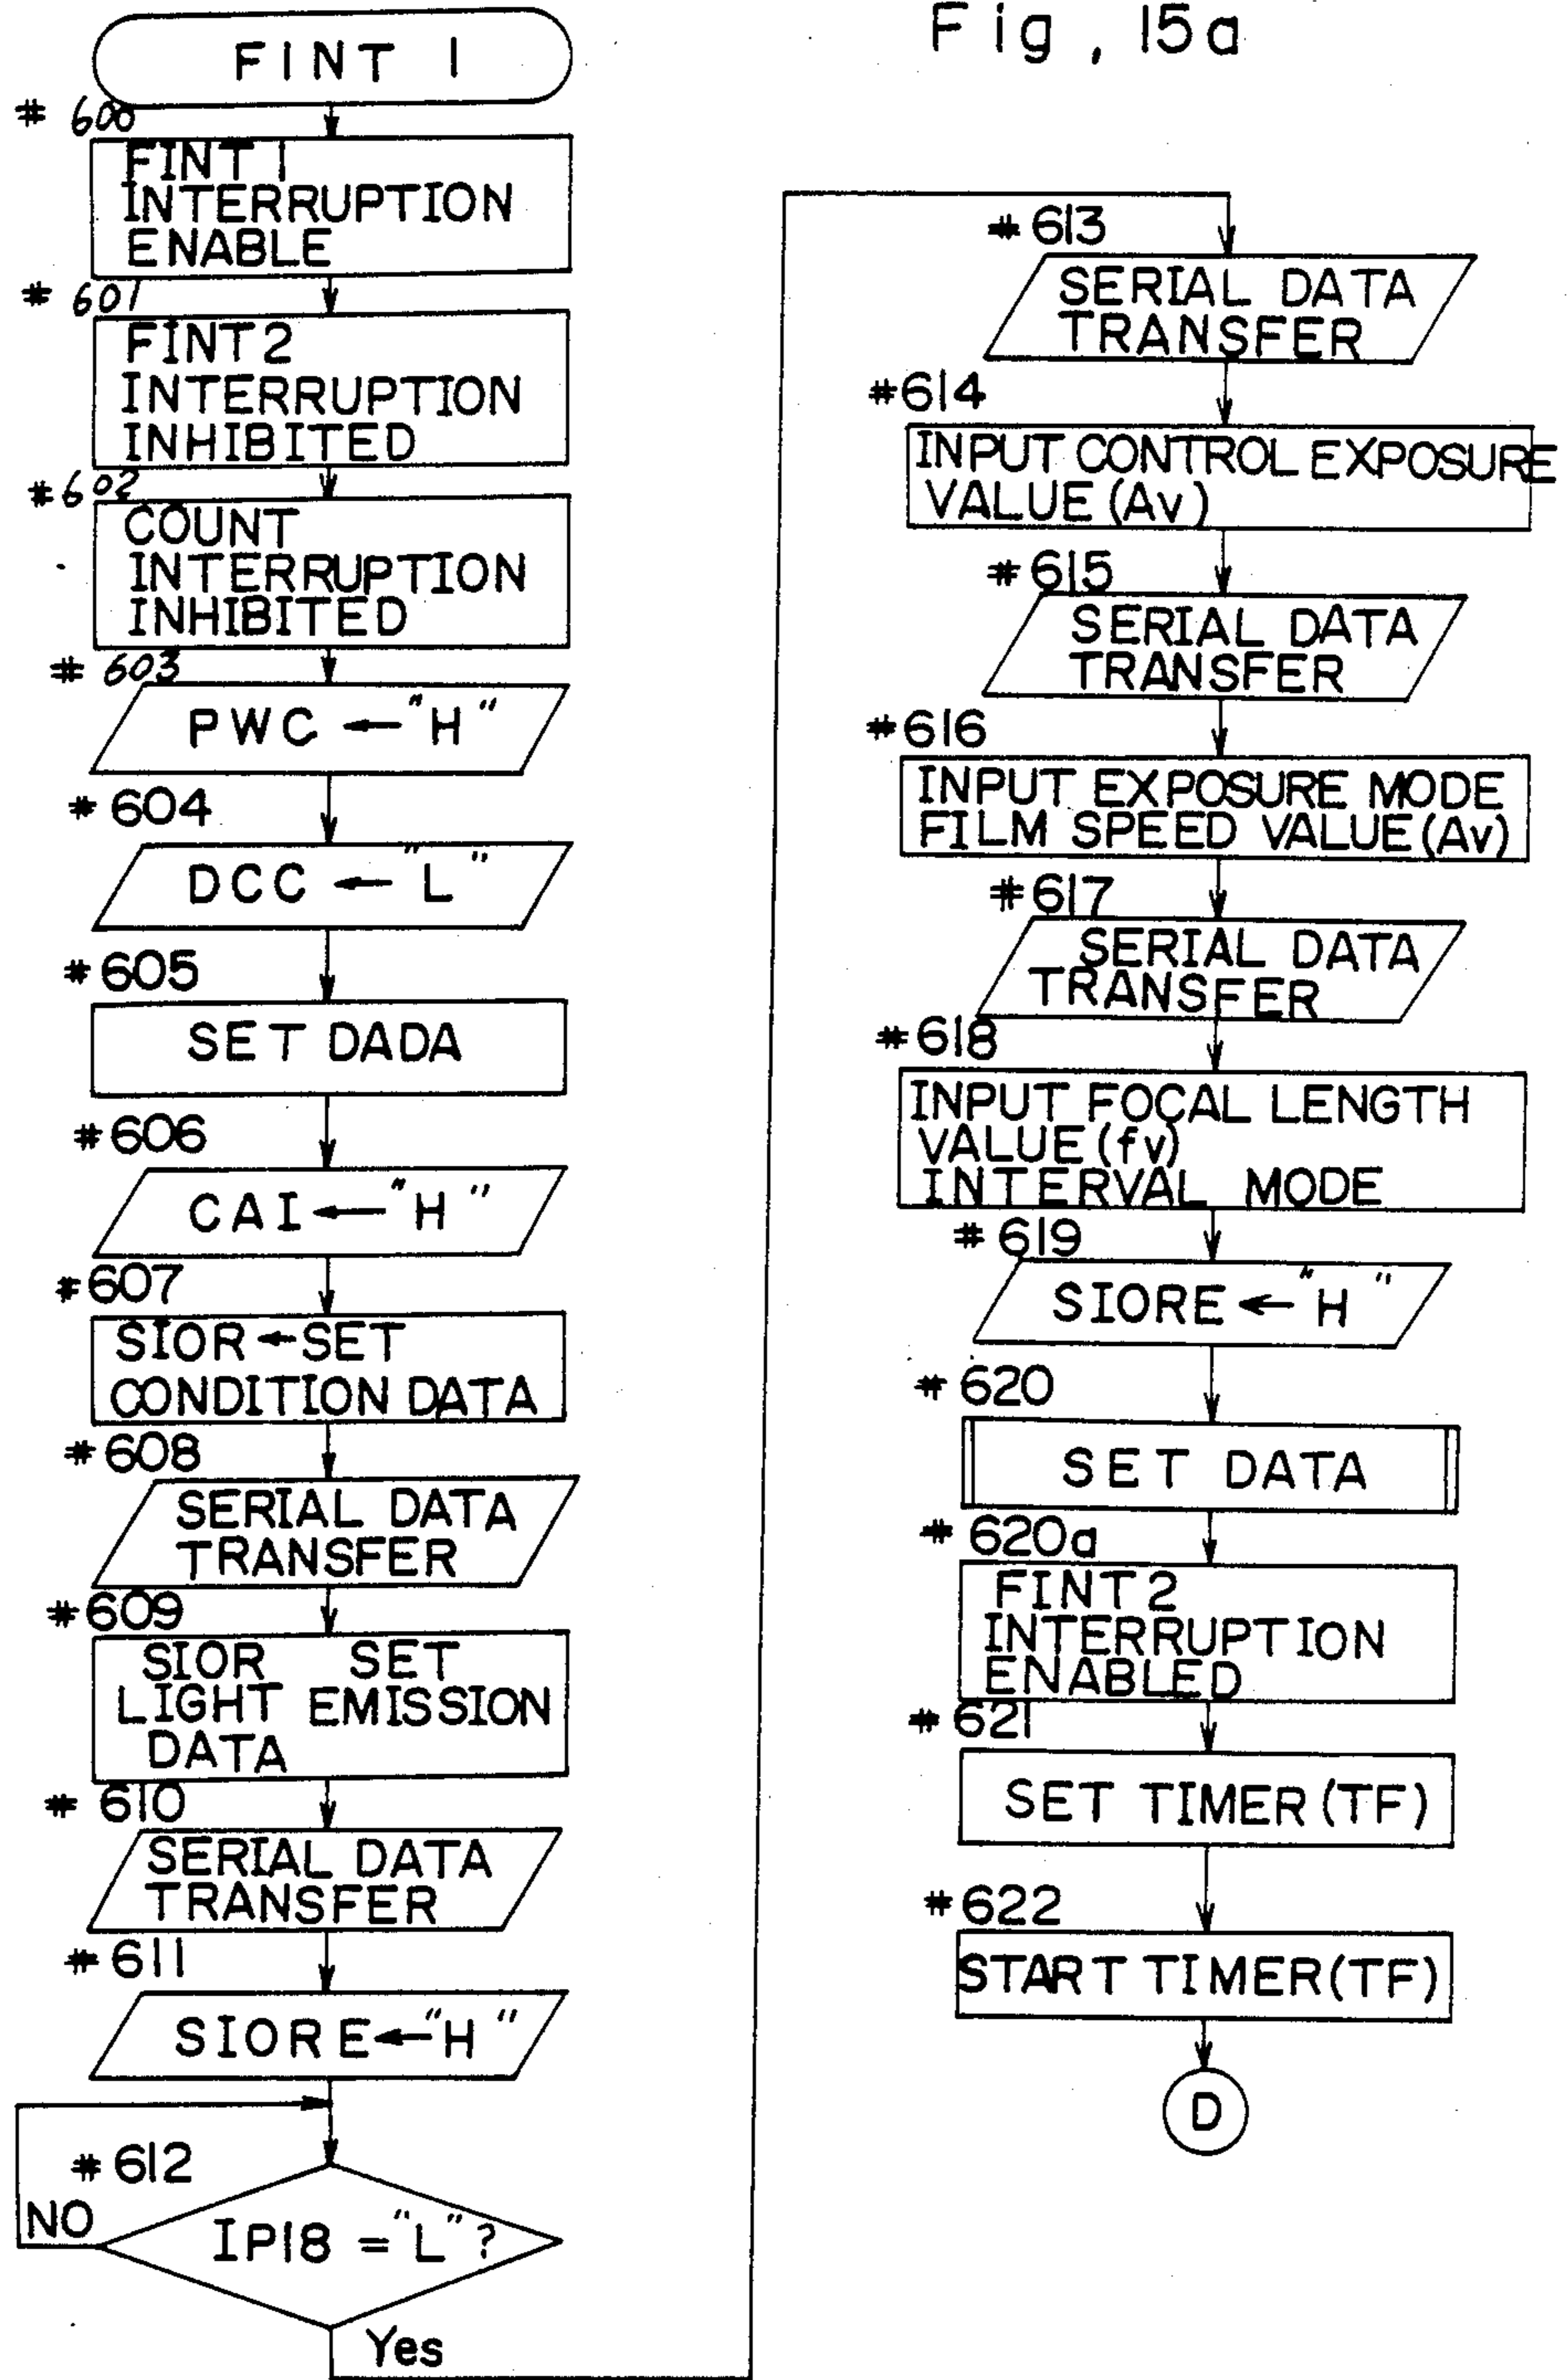 Fig, 15a
FINT 1
# 600
FINT 1
INTERRUPTION
ENABLE
# 601
FINT2
INTERRUPTION
INHIBITED
#602
COUNT
INTERRUPTION
INHIBITED
# 603
PWC ← "H"
# 604
DCC ← "L"
# 605
SET DADA
# 606
CAI ← "H"
#607
SIOR ← SET
CONDITION DATA
# 608
SERIAL DATA
TRANSFER
#609
SIOR SET
LIGHT EMISSION
DATA
# 610
SERIAL DATA
TRANSFER
# 611
SIORE ← "H"
# 612
NO
IP18 = "L" ?
Yes
# 613
SERIAL DATA
TRANSFER
#614
INPUT CONTROL EXPOSURE
VALUE (Av)
# 615
SERIAL DATA
TRANSFER
#616
INPUT EXPOSURE MODE
FILM SPEED VALUE (Av)
#617
SERIAL DATA
TRANSFER
#618
INPUT FOCAL LENGTH
VALUE (fv)
INTERVAL MODE
# 619
SIORE ← "H"
# 620
SET DATA
# 620a
FINT 2
INTERRUPTION
ENABLED
# 621
SET TIMER (TF)
#622
START TIMER (TF)
D